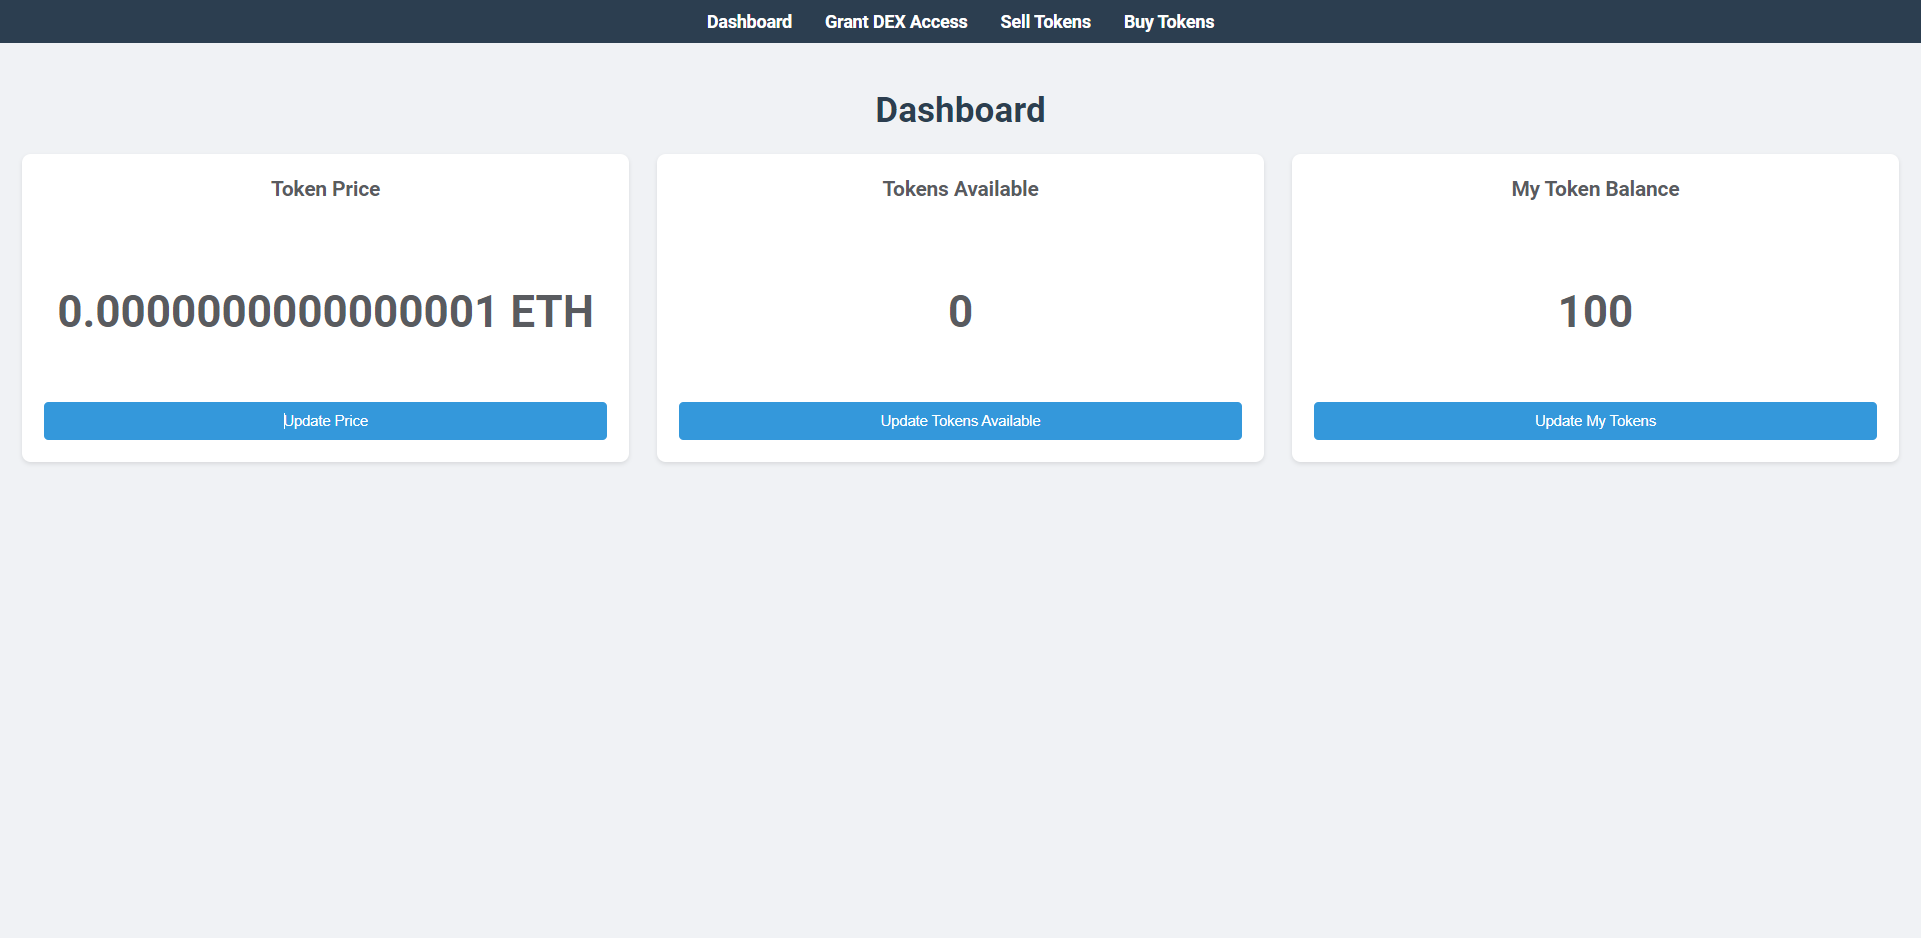 Dashboard
Grant DEX Access
Sell Tokens
Buy Tokens
Dashboard
Token Price
0.0000000000000001 ETH
Update Price
Tokens Available
0
Update Tokens Available
My Token Balance
100
Update My Tokens